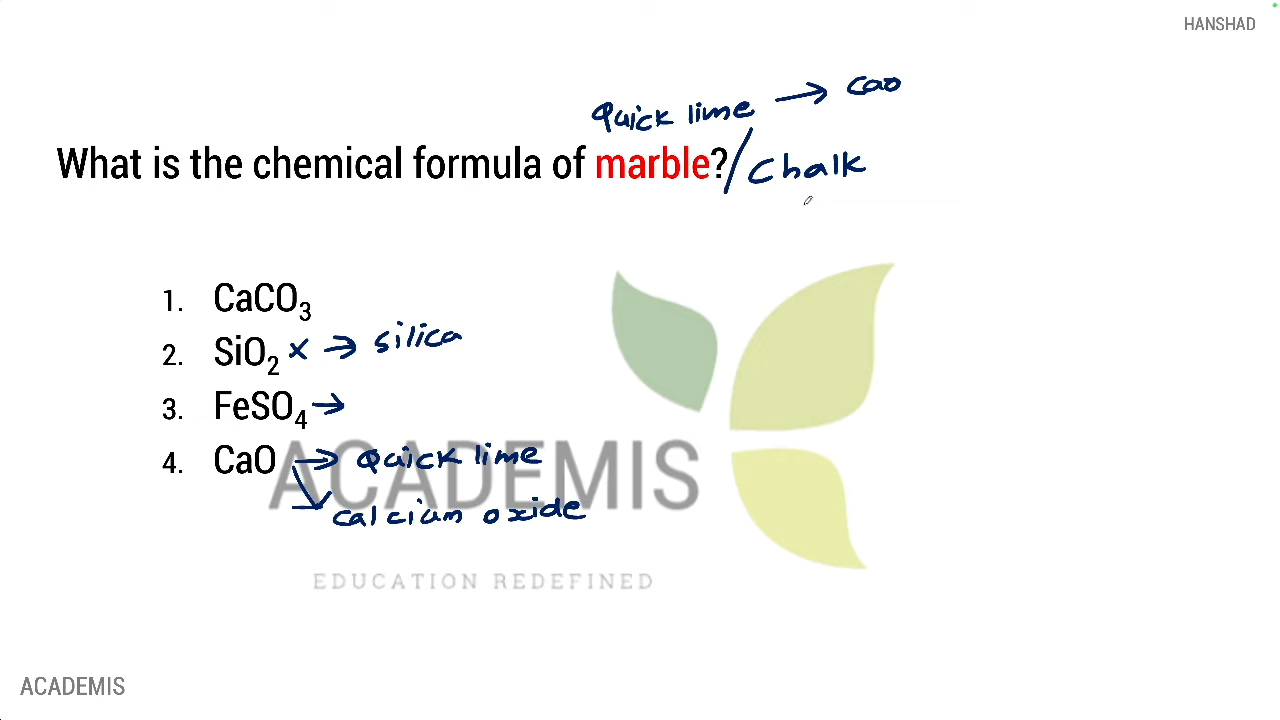 HANSHAD
Quick lime → cao
What is the chemical formula of marble?/chalk
1. CaCO₃
2. SiO₂ × → silica
3. FeSO₄ →
4. CaO → Quick lime
calcium oxide
ACADEMIS
EDUCATION REDEFINED
ACADEMIS